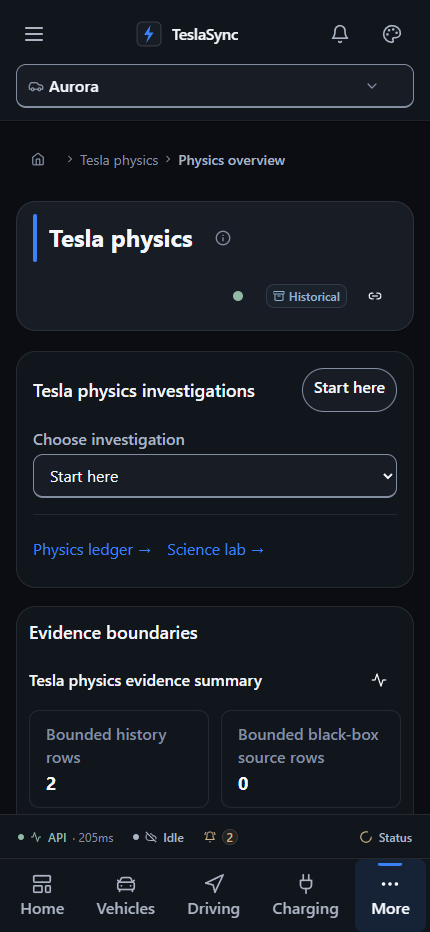 TeslaSync
Aurora
Tesla physics
Physics overview
Tesla physics
Historical
Tesla physics investigations
Start here
Choose investigation
Start here
Physics ledger →
Science lab →
Evidence boundaries
Tesla physics evidence summary
Bounded history
rows
2
Bounded black-box
source rows
0
API · 205ms
Idle
2
Status
Home
Vehicles
Driving
Charging
More